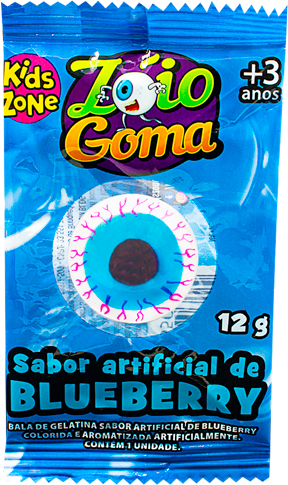 Kids
ZONE
Zóio
Goma
+3
anos
12 g
Sabor artificial de
BLUEBERRY
BALA DE GELATINA SABOR ARTIFICIAL DE BLUEBERRY
COLORIDA E AROMATIZADA ARTIFICIALMENTE.
CONTÉM 1 UNIDADE.